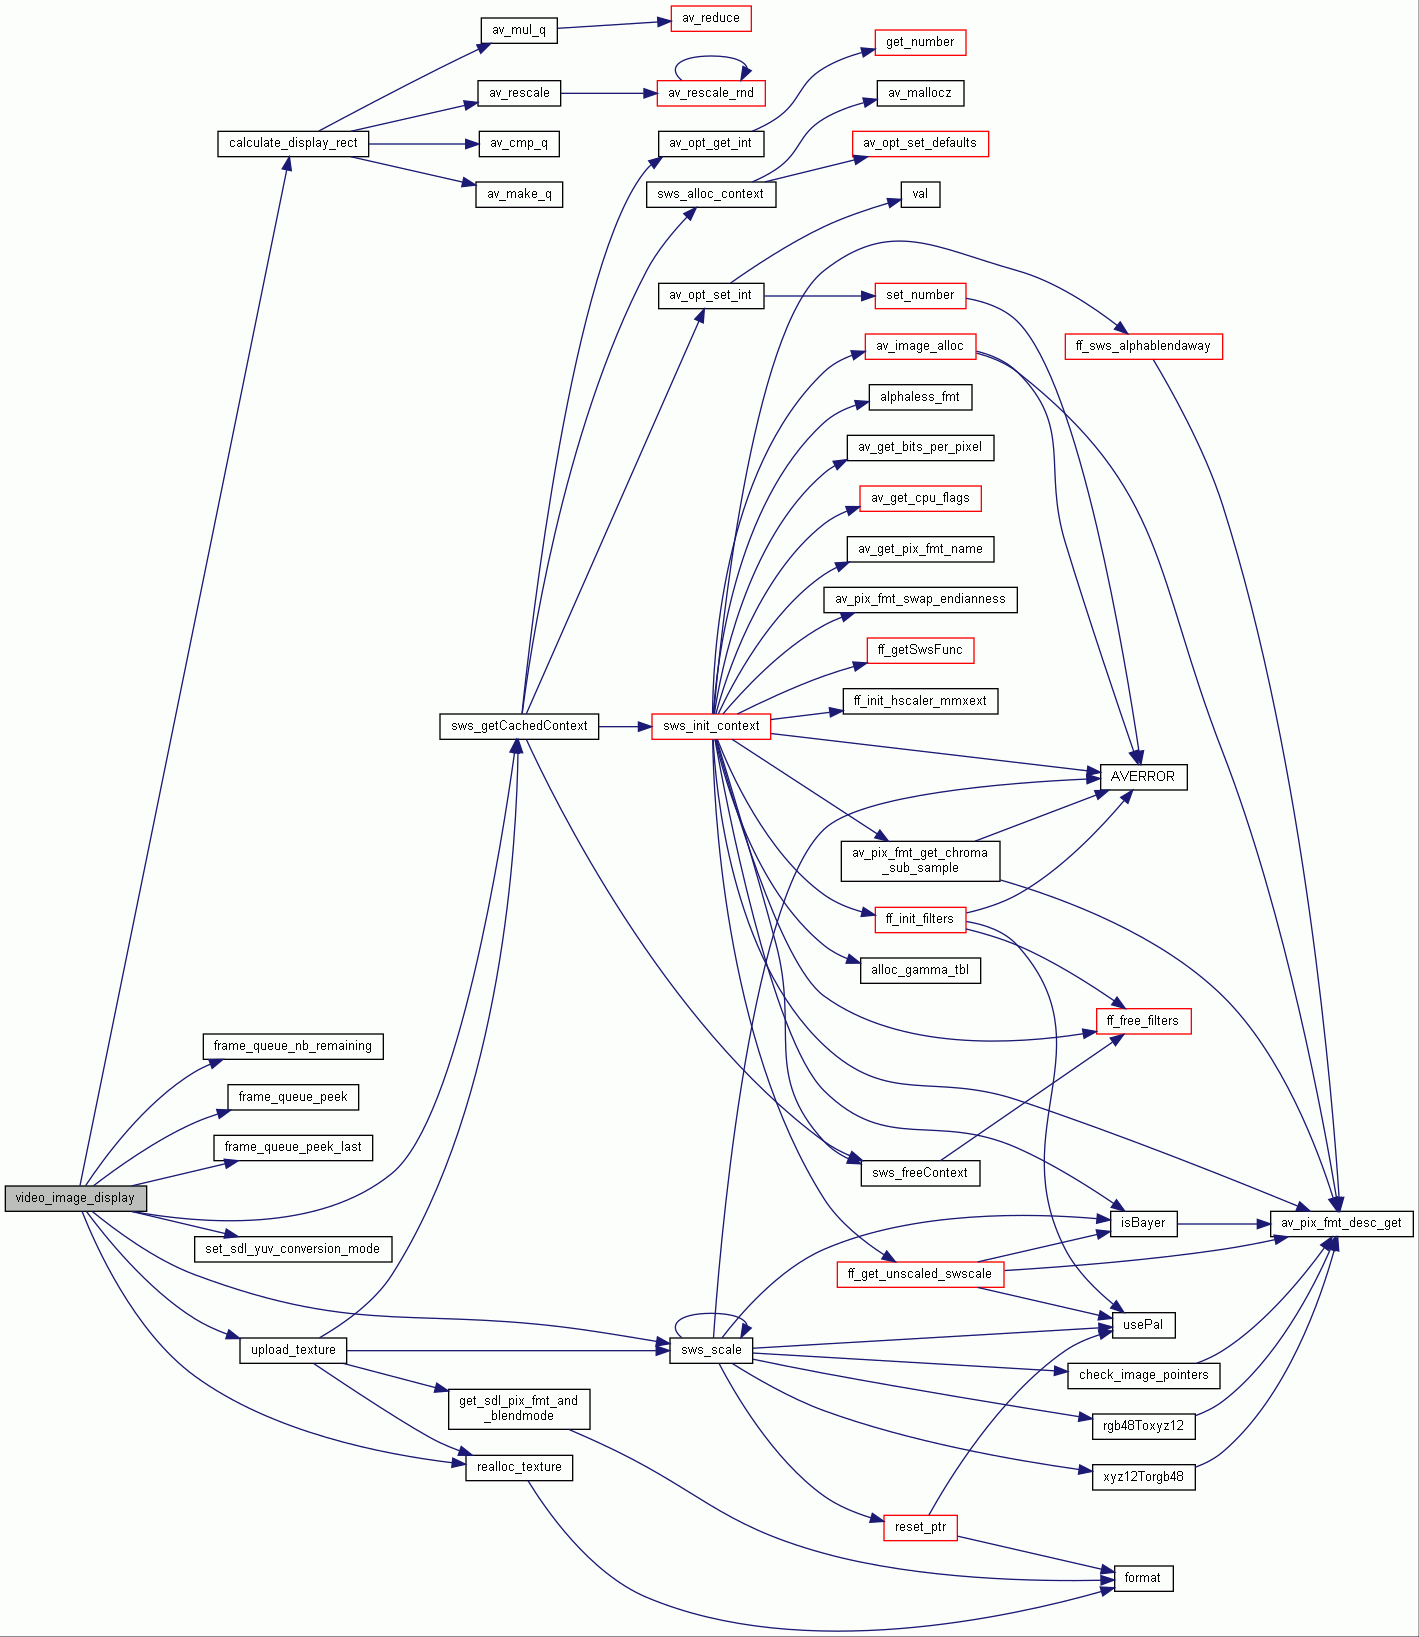 av_mul_q
av_reduce
get_number
av_rescale
av_rescale_rnd
av_mallocz
calculate_display_rect
av_cmp_q
av_opt_get_int
av_opt_set_defaults
av_make_q
sws_alloc_context
val
av_opt_set_int
set_number
av_image_alloc
ff_sws_alphablendaway
alphaless_fmt
av_get_bits_per_pixel
av_get_cpu_flags
av_get_pix_fmt_name
av_pix_fmt_swap_endianness
ff_getSwsFunc
ff_init_hscaler_mmxext
sws_getCachedContext
sws_init_context
AVERROR
av_pix_fmt_get_chroma
_sub_sample
ff_init_filters
alloc_gamma_tbl
ff_free_filters
frame_queue_nb_remaining
frame_queue_peek
frame_queue_peek_last
sws_freeContext
video_image_display
isBayer
av_pix_fmt_desc_get
set_sdl_yuv_conversion_mode
ff_get_unscaled_swscale
usePal
upload_texture
sws_scale
check_image_pointers
get_sdl_pix_fmt_and
_blendmode
rgb48Toxyz12
realloc_texture
xyz12Torgb48
reset_ptr
format